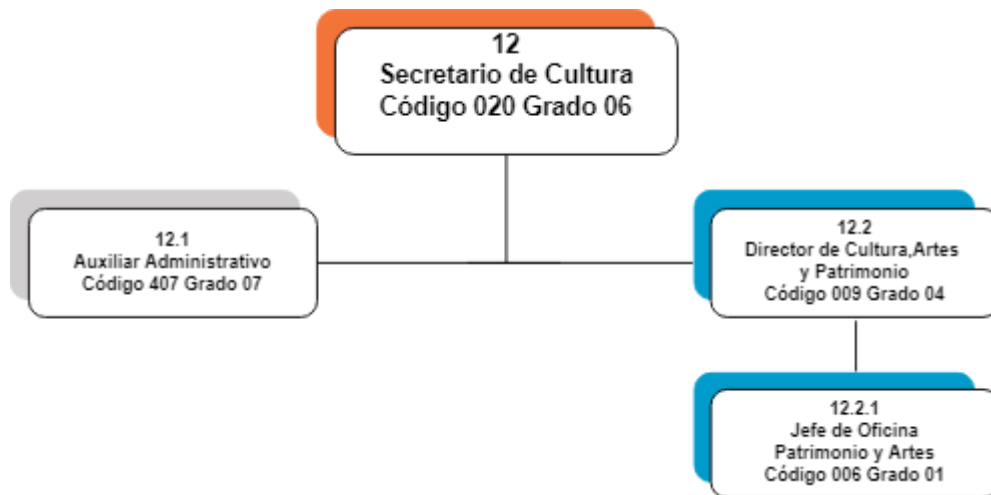 12
Secretario de Cultura
Código 020 Grado 06
12.1
Auxiliar Administrativo
Código 407 Grado 07
12.2
Director de Cultura,Artes
y Patrimonio
Código 009 Grado 04
12.2.1
Jefe de Oficina
Patrimonio y Artes
Código 006 Grado 01